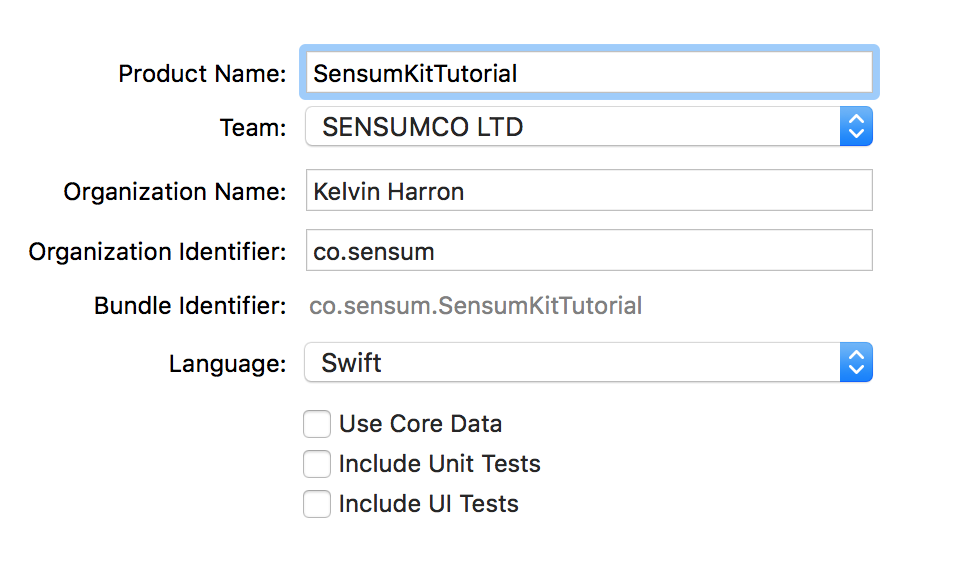 Product Name: SensumKitTutorial
Team: SENSUMCO LTD
Organization Name: Kelvin Harron
Organization Identifier: co.sensum
Bundle Identifier: co.sensum.SensumKitTutorial
Language: Swift
Use Core Data
Include Unit Tests
Include UI Tests